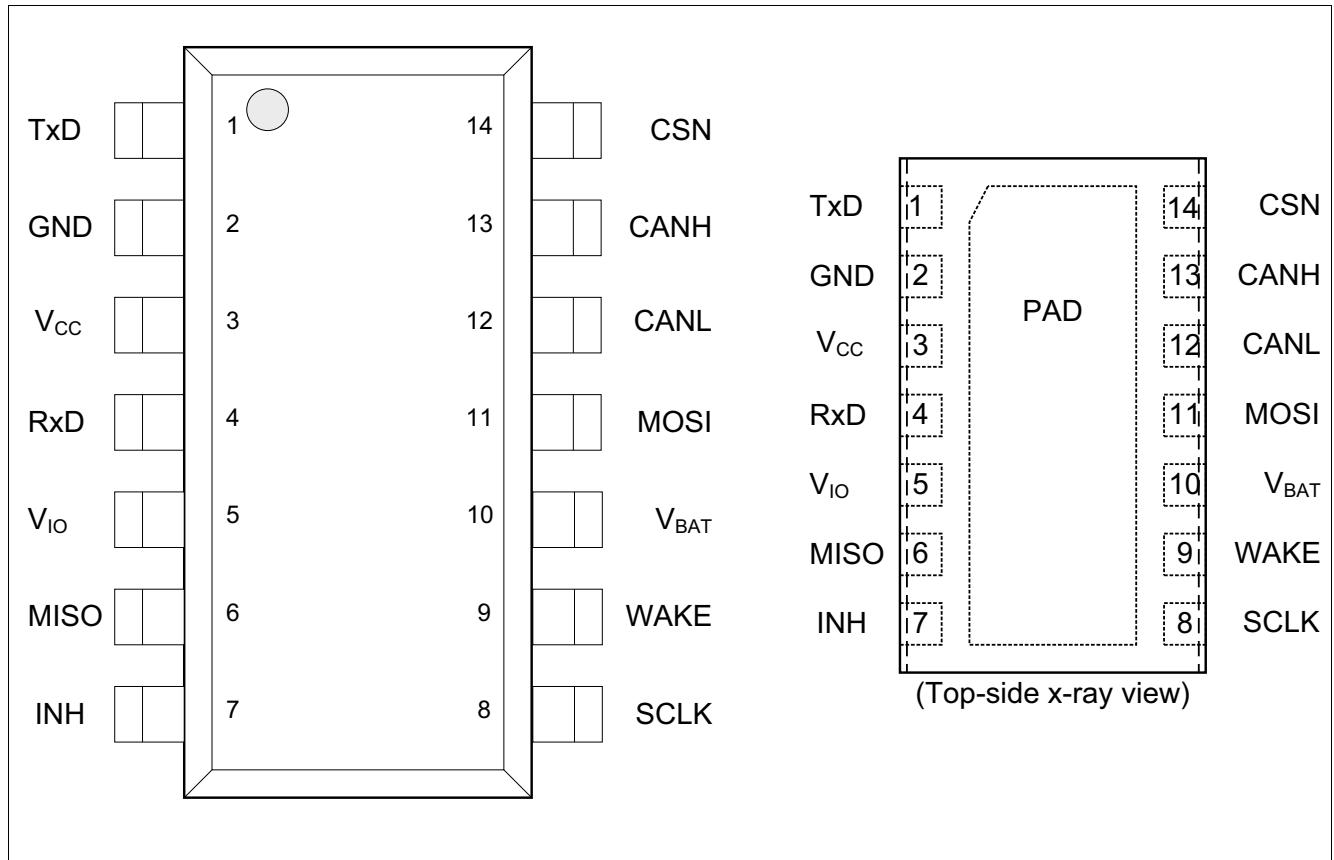 TxD 1 14 CSN
GND 2 13 CANH
VCC 3 12 CANL
RxD 4 11 MOSI
VIO 5 10 VBAT
MISO 6 9 WAKE
INH 7 8 SCLK
TxD 1 14 CSN
GND 2 13 CANH
PAD
VCC 3 12 CANL
RxD 4 11 MOSI
VIO 5 10 VBAT
MISO 6 9 WAKE
INH 7 8 SCLK
(Top-side x-ray view)